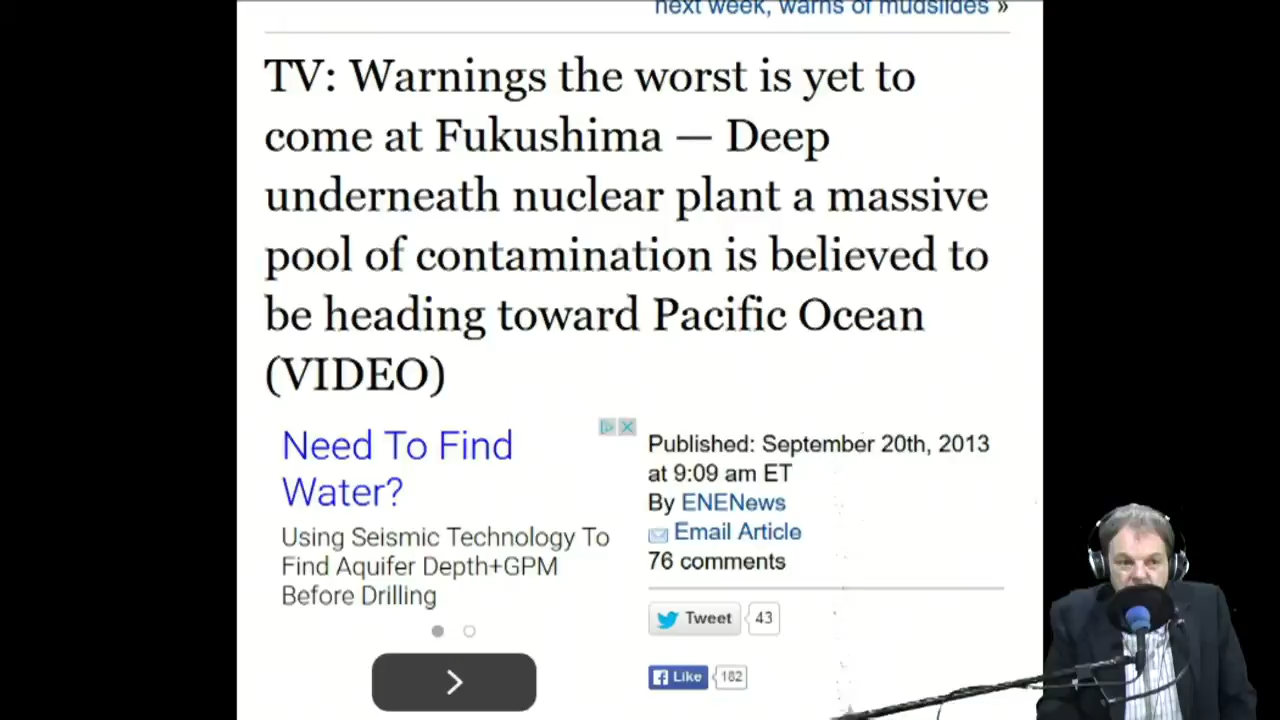 next week, warns of mudslides »
TV: Warnings the worst is yet to
come at Fukushima — Deep
underneath nuclear plant a massive
pool of contamination is believed to
be heading toward Pacific Ocean
(VIDEO)
Need To Find
Water?
Using Seismic Technology To
Find Aquifer Depth+GPM
Before Drilling
Published: September 20th, 2013
at 9:09 am ET
By ENENews
Email Article
76 comments
Tweet 43
Like 182